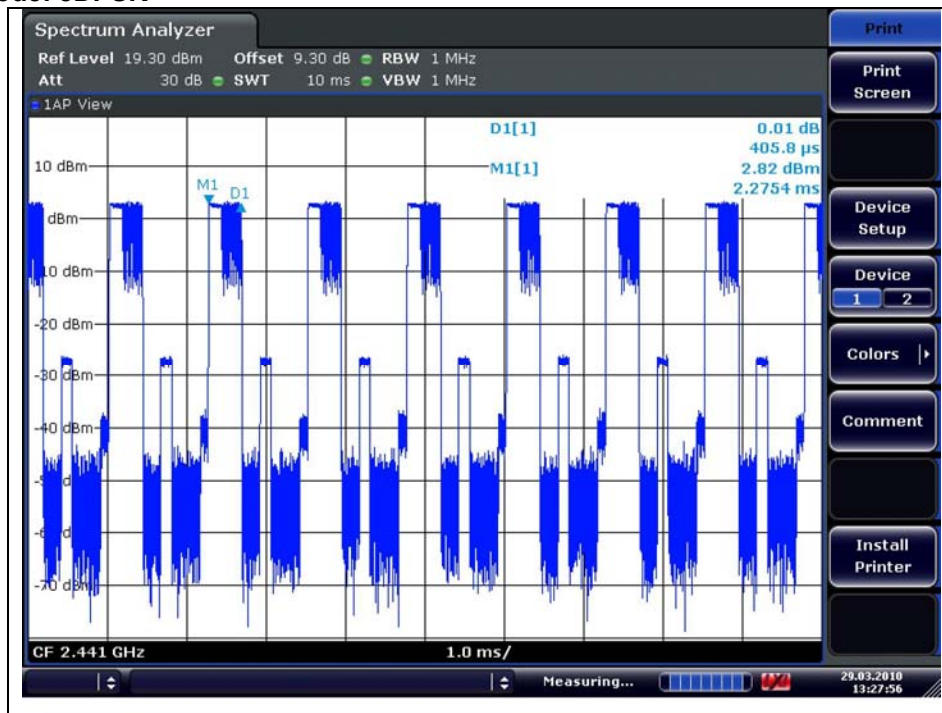 Spectrum Analyzer
Ref Level 19.30 dBm Offset 9.30 dB RBW 1 MHz
Att 30 dB SWT 10 ms VBW 1 MHz
1AP View
D1[1] 0.01 dB
405.8 µs
M1[1] 2.82 dBm
2.2754 ms
10 dBm
M1
D1
dBm
-20 dBm
-30 dBm
-40 dBm
CF 2.441 GHz 1.0 ms/
Measuring...
29.03.2010
13:27:56
Print
Print
Screen
Device
Setup
Device
1 2
Colors
Comment
Install
Printer